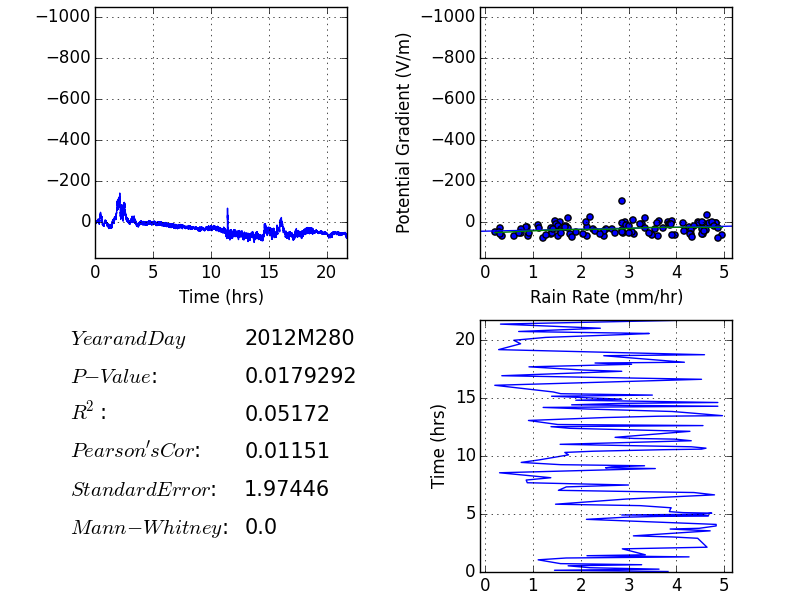 −1000
−800
−600
−400
−200
0
0 5 10 15 20
Time (hrs)
Potential Gradient (V/m)
−1000
−800
−600
−400
−200
0
0 1 2 3 4 5
Rain Rate (mm/hr)
YearandDay 2012M280
P−Value: 0.0179292
R² : 0.05172
Pearson'sCor: 0.01151
StandardError: 1.97446
Mann−Whitney: 0.0
Time (hrs)
20
15
10
5
0
0 1 2 3 4 5